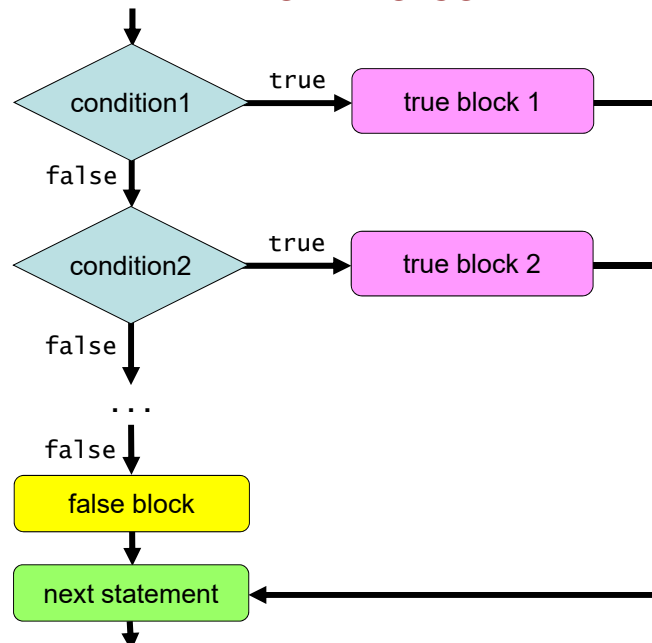 condition1
true
true block 1
false
condition2
true
true block 2
false
...
false
false block
next statement